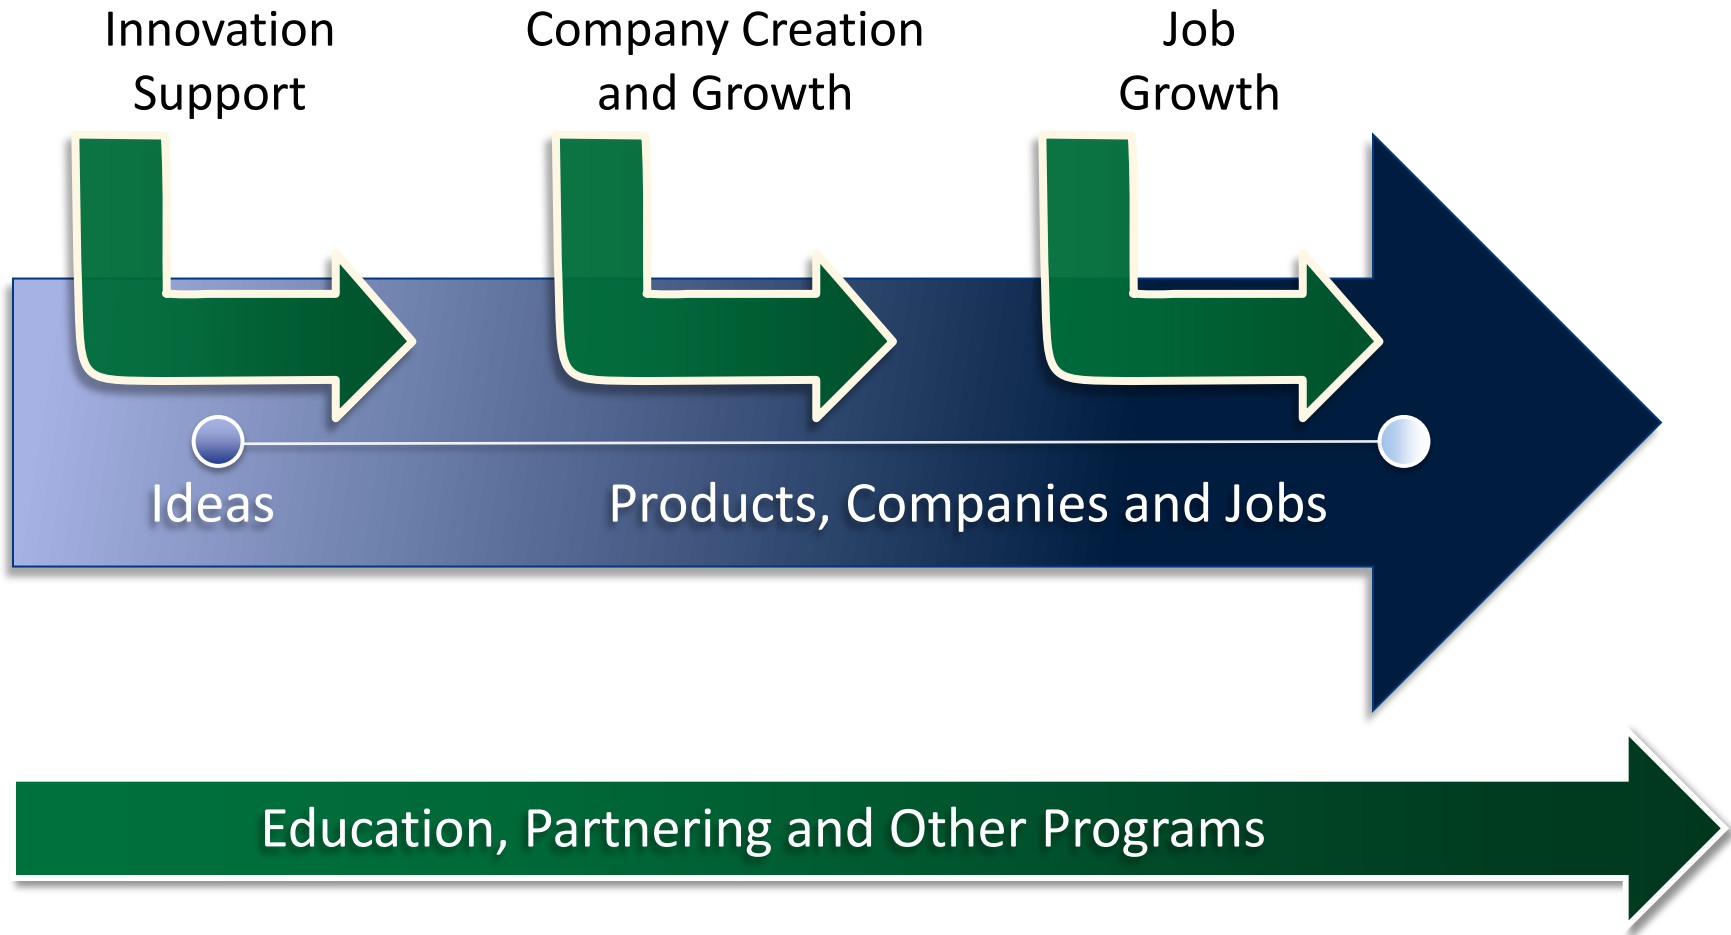 Innovation
Support
Company Creation
and Growth
Job
Growth
Ideas
Products, Companies and Jobs
Education, Partnering and Other Programs